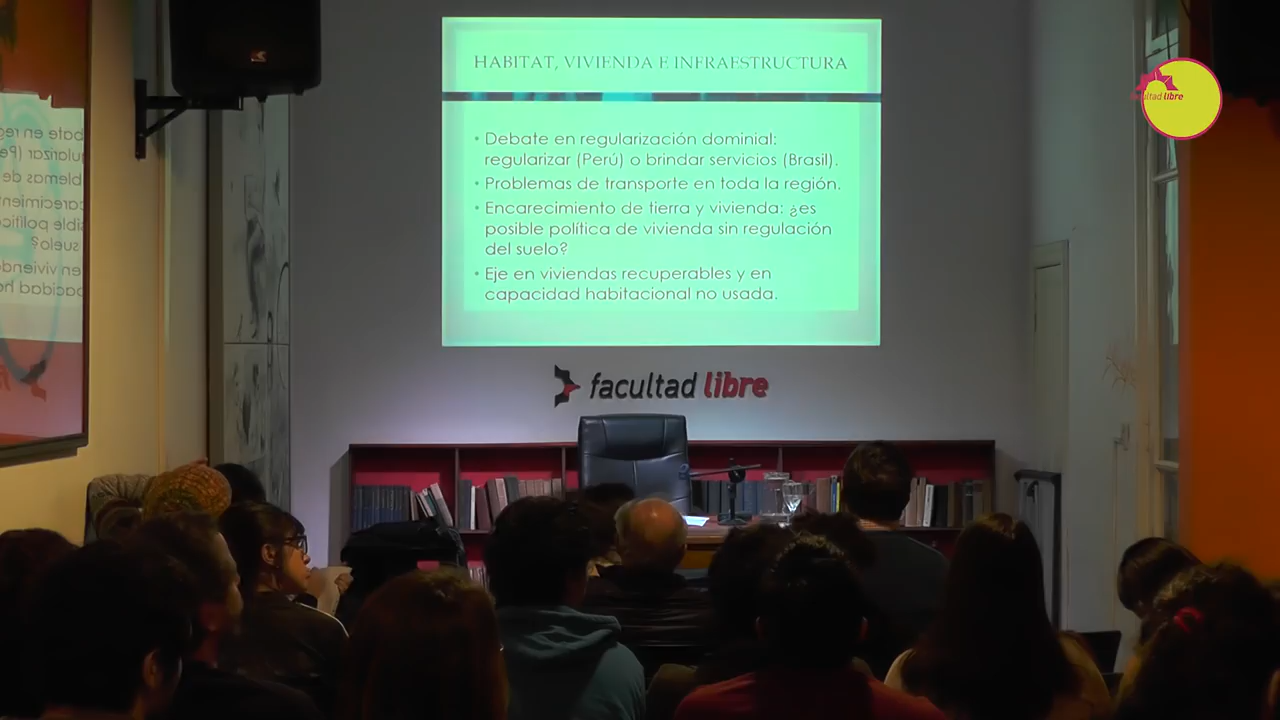 HABITAT, VIVIENDA E INFRAESTRUCTURA
• Debate en regularización dominial:
regularizar (Perú) o brindar servicios (Brasil).
• Problemas de transporte en toda la región.
• Encarecimiento de tierra y vivienda: ¿es
posible política de vivienda sin regulación
del suelo?
• Eje en viviendas recuperables y en
capacidad habitacional no usada.
facultad libre
facultad libre